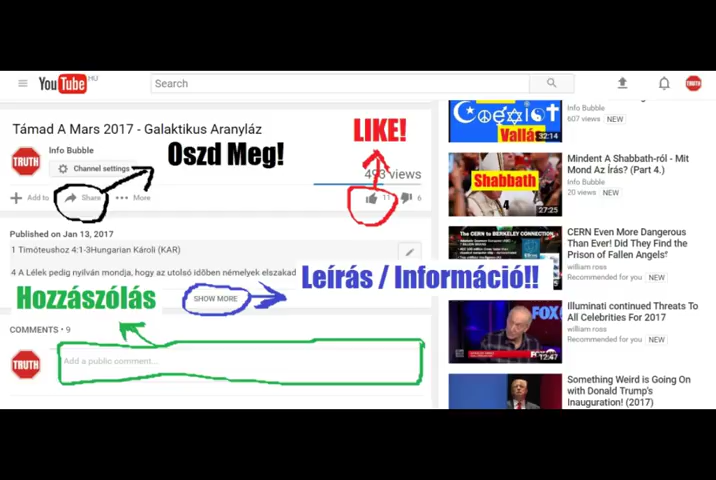 YouTube HU
Search
TRUTH
Támad A Mars 2017 - Galaktikus Aranyláz
LIKE!
TRUTH
Info Bubble
Channel settings
Oszd Meg!
493 views
Add to
Share
More
11
6
Published on Jan 13, 2017
1 Timóteushoz 4:1-3Hungarian Károli (KAR)
4 A Lélek pedig nyilván mondja, hogy az utolsó időben némelyek elszakad
Leírás / Információ!!
Hozzászólás
SHOW MORE
COMMENTS • 9
TRUTH
Add a public comment...
Coexist
Vallás
32:14
Info Bubble
607 views NEW
Shabbath
4
27:25
Mindent A Shabbath-ról - Mit
Mond Az Írás? (Part 4.)
Info Bubble
20 views NEW
The CERN to BERKELEY CONNECTION
CERN Even More Dangerous
Than Ever! Did They Find the
Prison of Fallen Angels"
william ross
Recommended for you NEW
FOX
12:47
Illuminati continued Threats To
All Celebrities For 2017
william ross
Recommended for you NEW
Something Weird is Going On
with Donald Trump's
Inauguration! (2017)